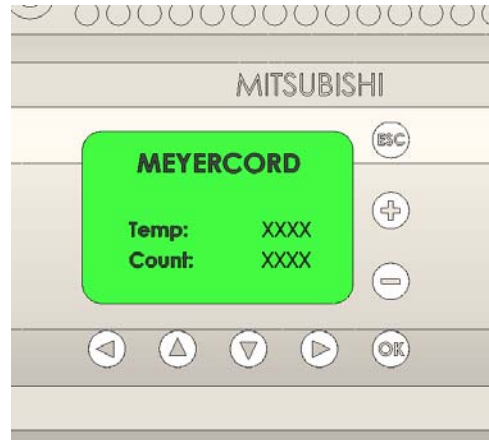 MITSUBISHI
ESC
MEYERCORD
Temp: XXXX
Count: XXXX
OK